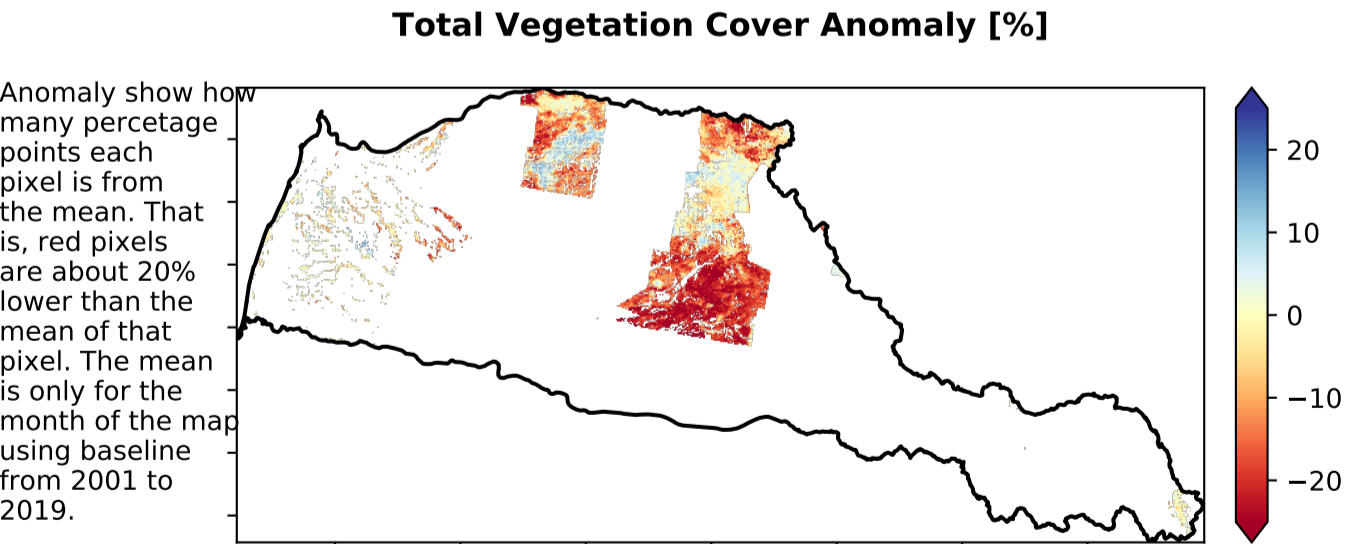 Total Vegetation Cover Anomaly [%]
Anomaly show how
many percetage
points each
pixel is from
the mean. That
is, red pixels
are about 20%
lower than the
mean of that
pixel. The mean
is only for the
month of the map
using baseline
from 2001 to
2019.
20
10
0
−10
−20